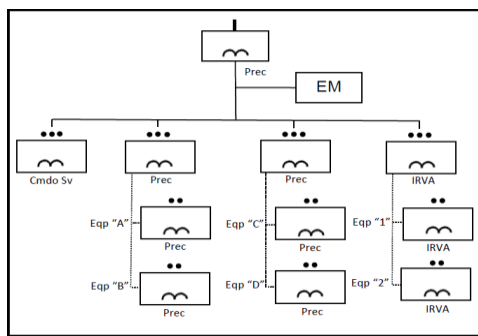 Prec
EM
Cmdo Sv
Prec
Prec
IRVA
Eqp "A"
Prec
Eqp "C"
Prec
Eqp "1"
IRVA
Eqp "B"
Prec
Eqp "D"
Prec
Eqp "2"
IRVA